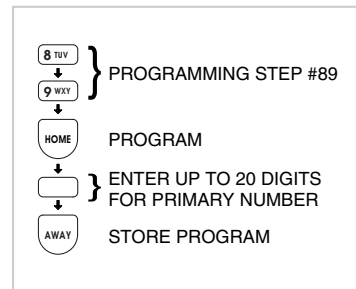 8 TUV
PROGRAMMING STEP #89
9 WXY
HOME PROGRAM
ENTER UP TO 20 DIGITS
FOR PRIMARY NUMBER
AWAY STORE PROGRAM